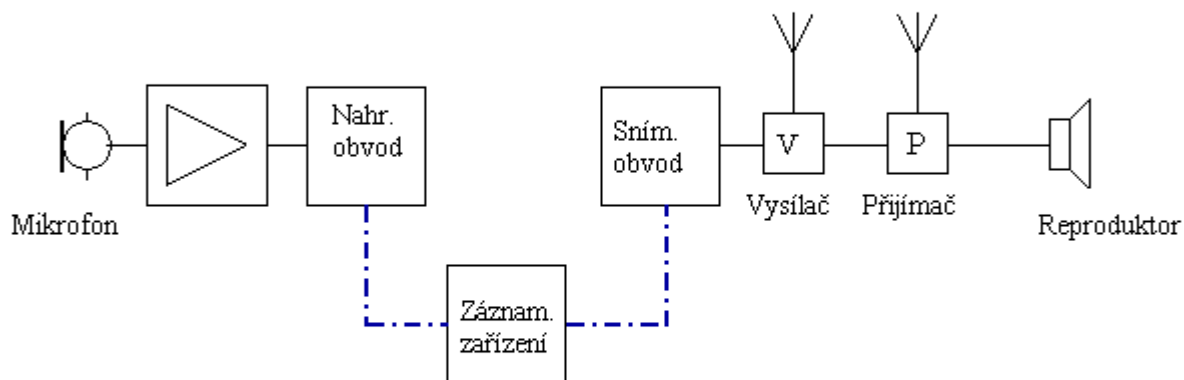 Mikrofon
Nahr.
obvod
Záznam.
zařízení
Sním.
obvod
V
Vysílač
P
Přijímač
Reproduktor